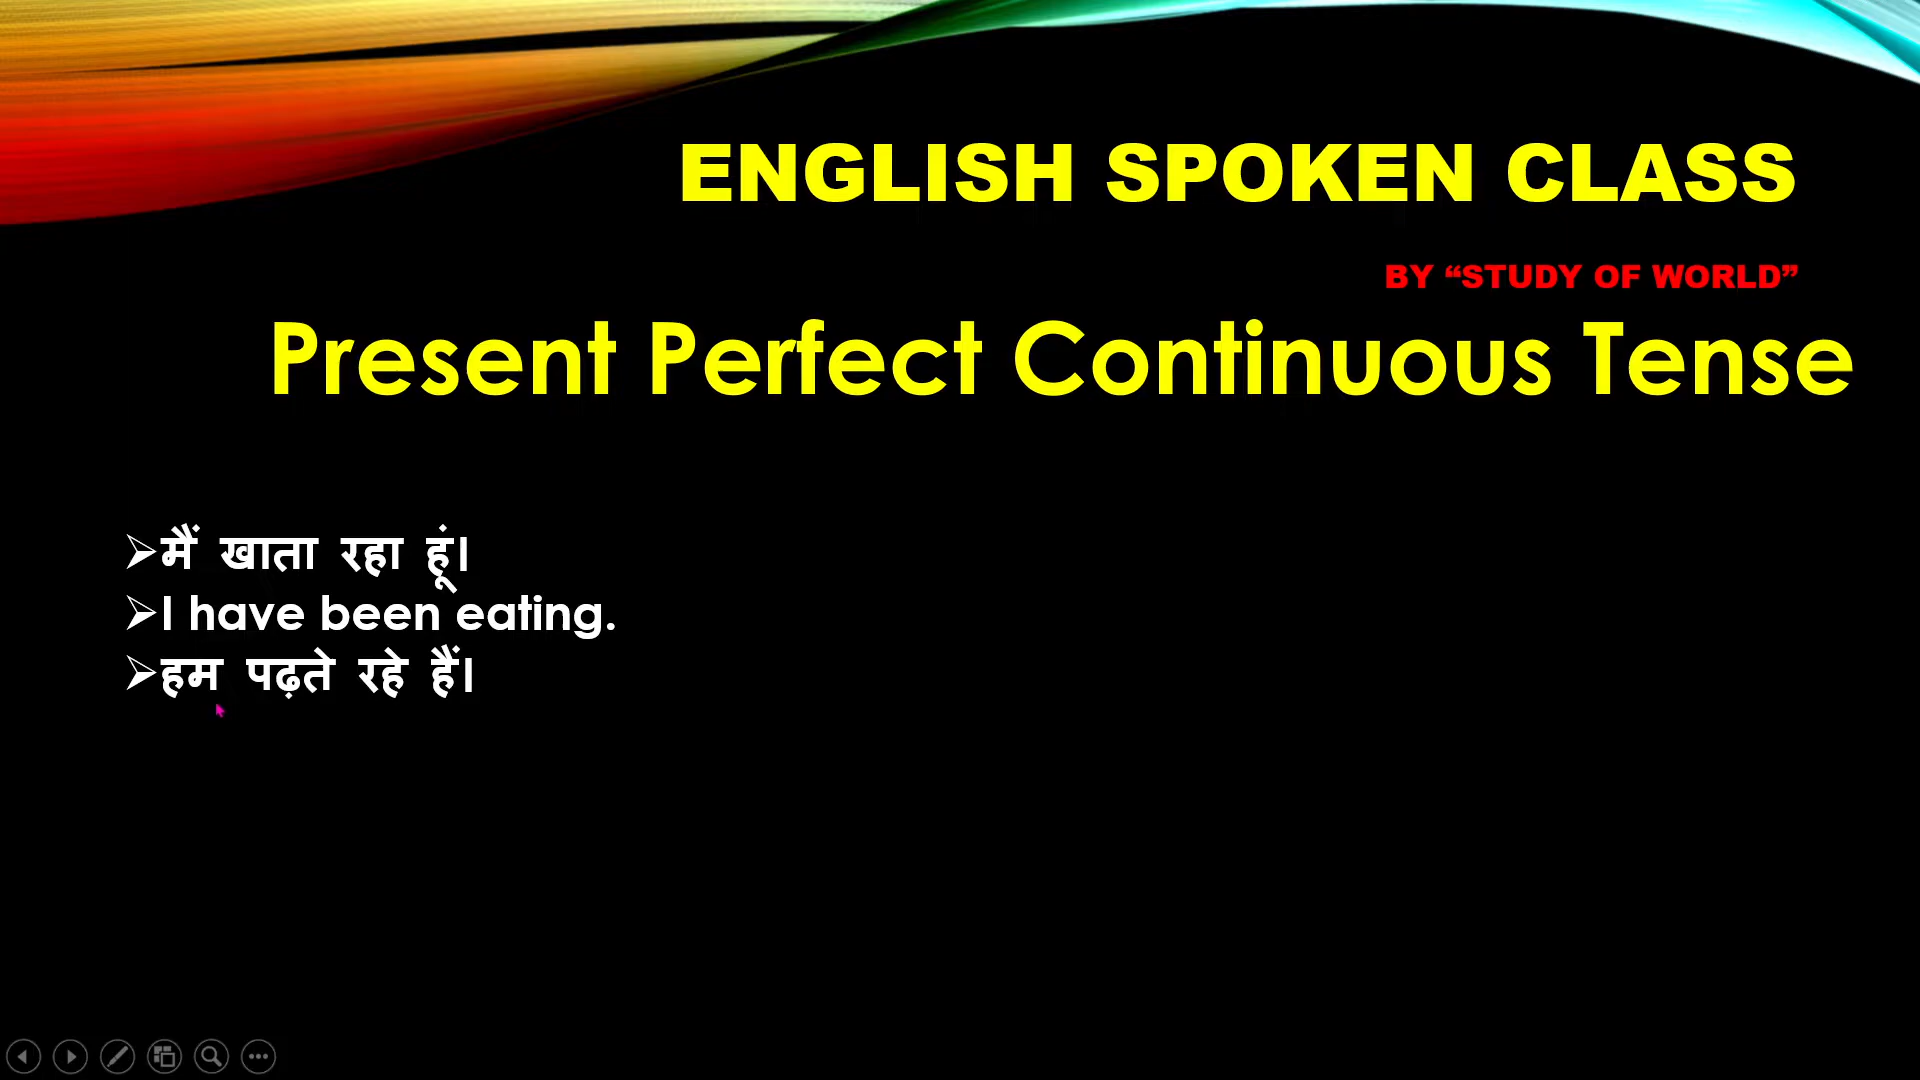 ENGLISH SPOKEN CLASS
BY “STUDY OF WORLD”
Present Perfect Continuous Tense
➢मैं खाता रहा हूं।
➢I have been eating.
➢हम पढ़ते रहे हैं।